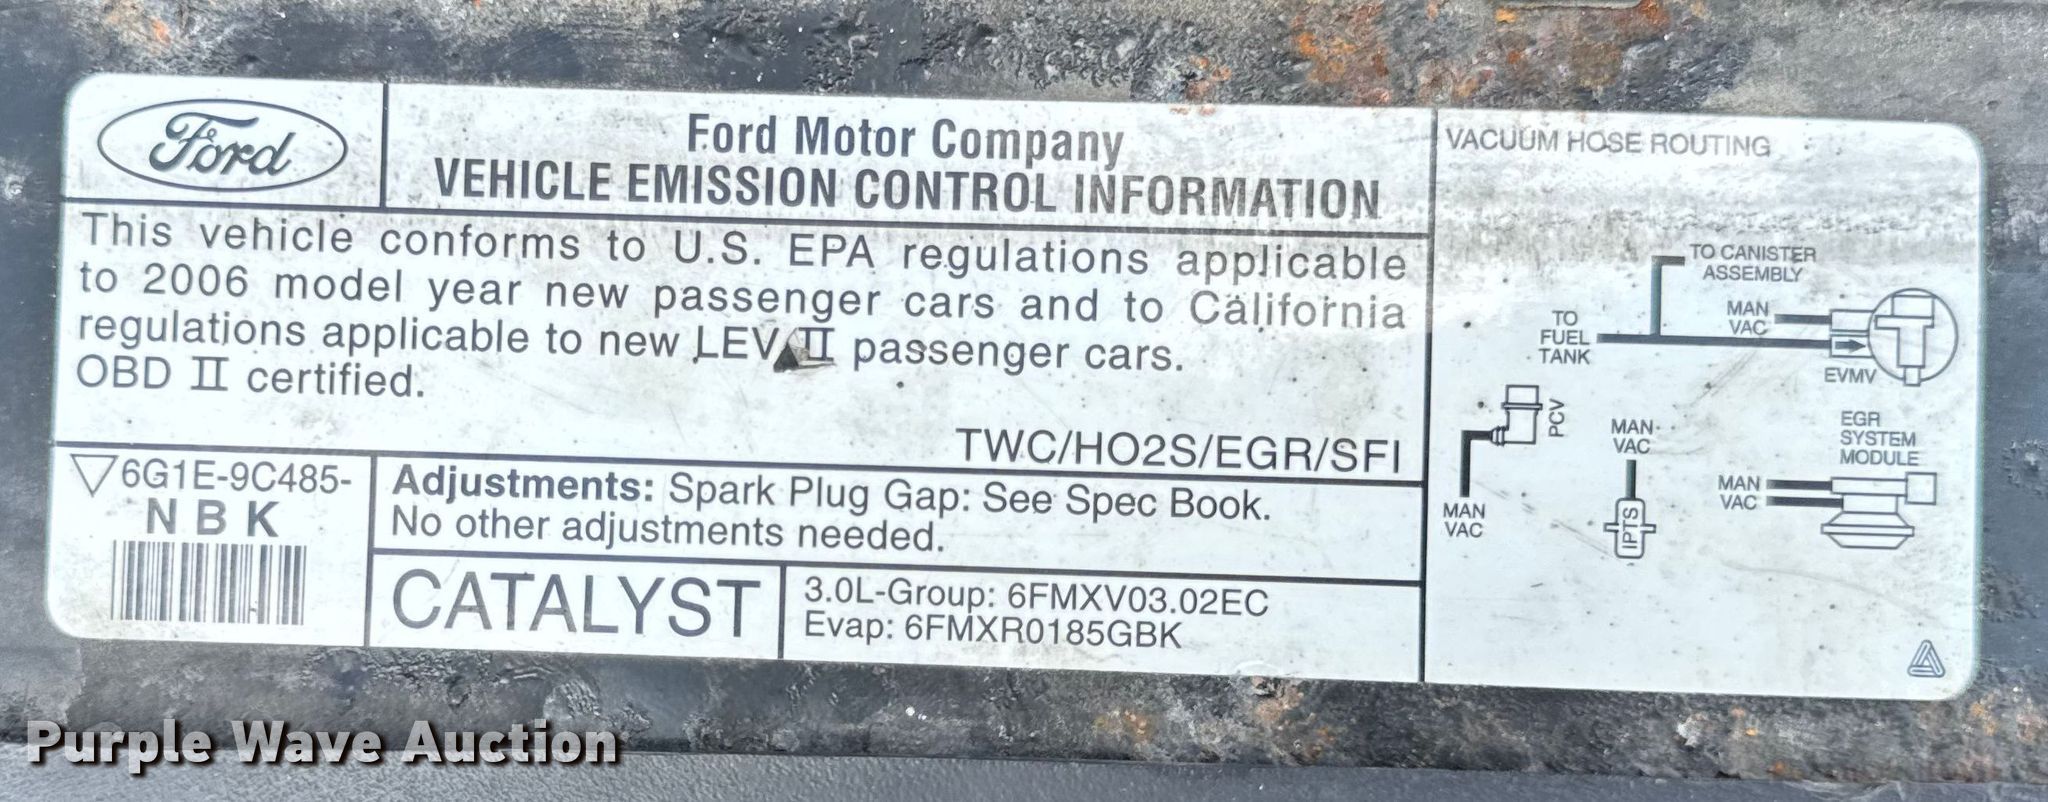 Ford
Ford Motor Company
VEHICLE EMISSION CONTROL INFORMATION
This vehicle conforms to U.S. EPA regulations applicable
to 2006 model year new passenger cars and to California
regulations applicable to new LEV II passenger cars.
OBD II certified.
TWC/HO2S/EGR/SFI
6G1E-9C485-
NBK
Adjustments: Spark Plug Gap: See Spec Book.
No other adjustments needed.
CATALYST
3.0L-Group: 6FMXV03.02EC
Evap: 6FMXR0185GBK
VACUUM HOSE ROUTING
TO CANISTER
ASSEMBLY
MAN
VAC
TO
FUEL
TANK
EVMV
PCV
MAN
VAC
MAN
VAC
IPTS
EGR
SYSTEM
MODULE
MAN
VAC
Purple Wave Auction